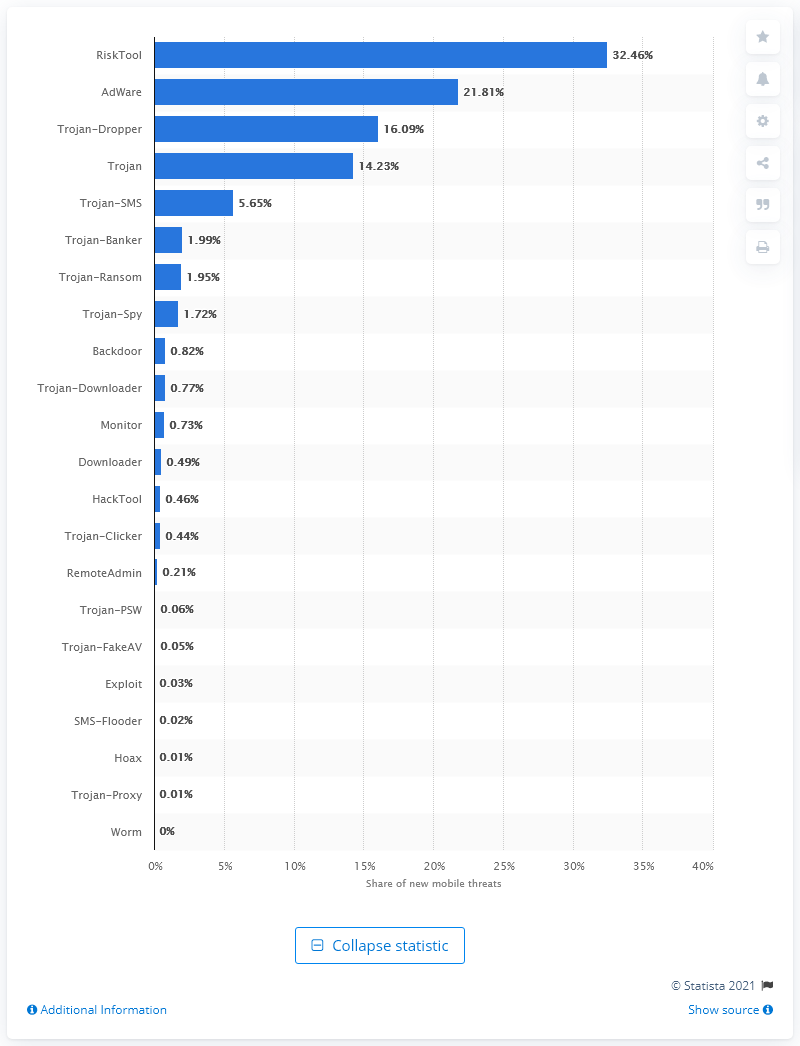 RiskTool 32.46%
AdWare 21.81%
Trojan-Dropper 16.09%
Trojan 14.23%
Trojan-SMS 5.65%
Trojan-Banker 1.99%
Trojan-Ransom 1.95%
Trojan-Spy 1.72%
Backdoor 0.82%
Trojan-Downloader 0.77%
Monitor 0.73%
Downloader 0.49%
HackTool 0.46%
Trojan-Clicker 0.44%
RemoteAdmin 0.21%
Trojan-PSW 0.06%
Trojan-FakeAV 0.05%
Exploit 0.03%
SMS-Flooder 0.02%
Hoax 0.01%
Trojan-Proxy 0.01%
Worm 0%
0% 5% 10% 15% 20% 25% 30% 35% 40%
Share of new mobile threats
Collapse statistic
© Statista 2021
Additional Information Show source